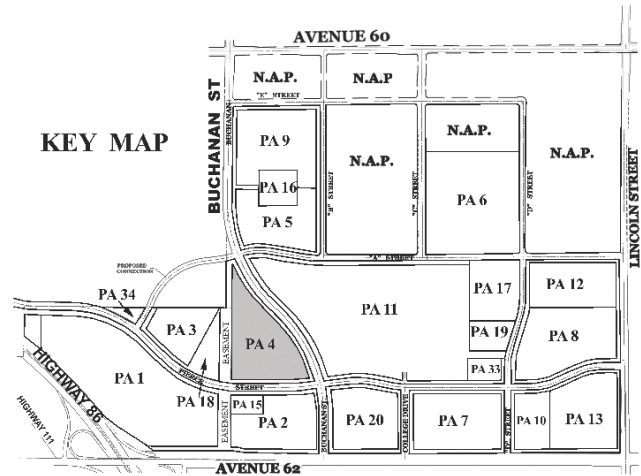 AVENUE 60
N.A.P.
N.A.P
"E" STREET
BUCHANAN ST
BUCHANAN
KEY MAP
PA 9
N.A.P.
N.A.P.
N.A.P.
PA 16
PA 5
"B" STREET
"C" STREET
PA 6
"D" STREET
LINCOLN STREET
"A" STREET
PROPOSED
CONNECTION
PA 34
PA 3
EASEMENT
PA 4
PA 11
PA 17
PA 12
PA 19
PA 8
PA 33
PA 1
PA 18
PIERCE
STREET
HIGHWAY 86
HIGHWAY 111
EASEMENT
PA 15
PA 2
BUCHANAN ST
PA 20
COLLEGE DRIVE
PA 7
"D" STREET
PA 10
PA 13
AVENUE 62